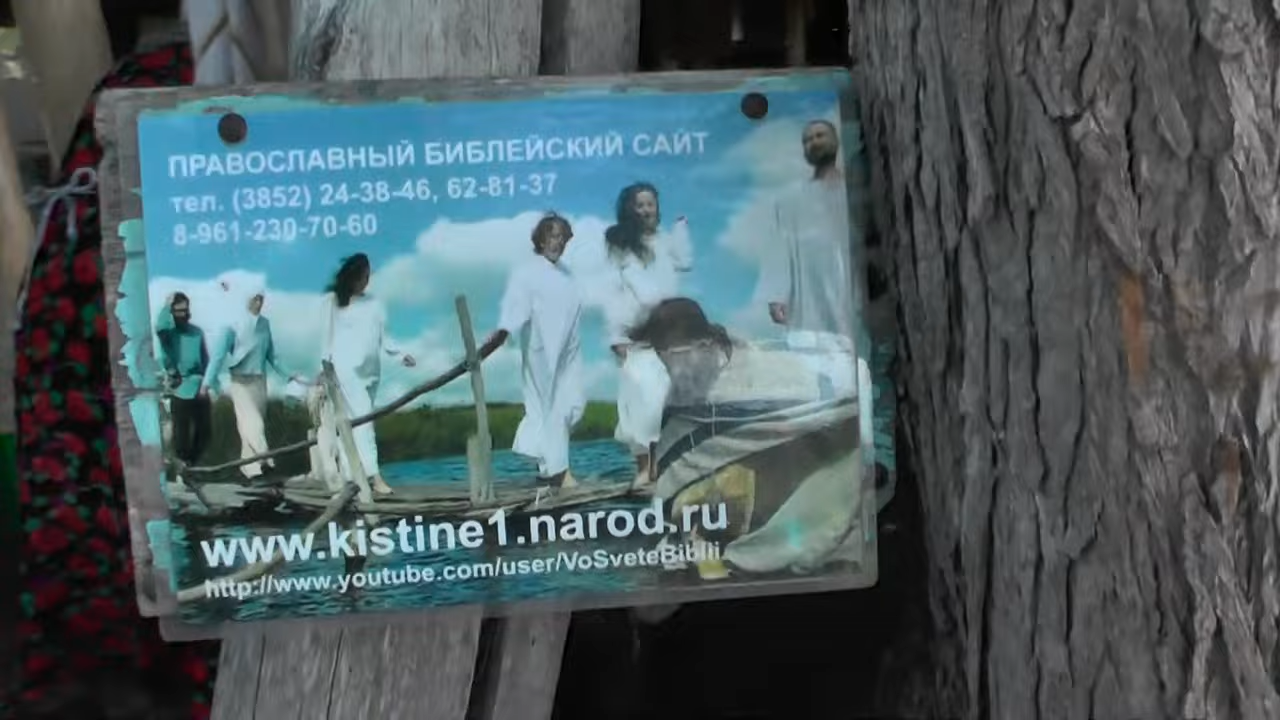 ПРАВОСЛАВНЫЙ БИБЛЕЙСКИЙ САЙТ
тел. (3852) 24-38-46, 62-81-37
8-961-230-70-60
www.kistine1.narod.ru
http://www.youtube.com/user/VoSveteBiblii